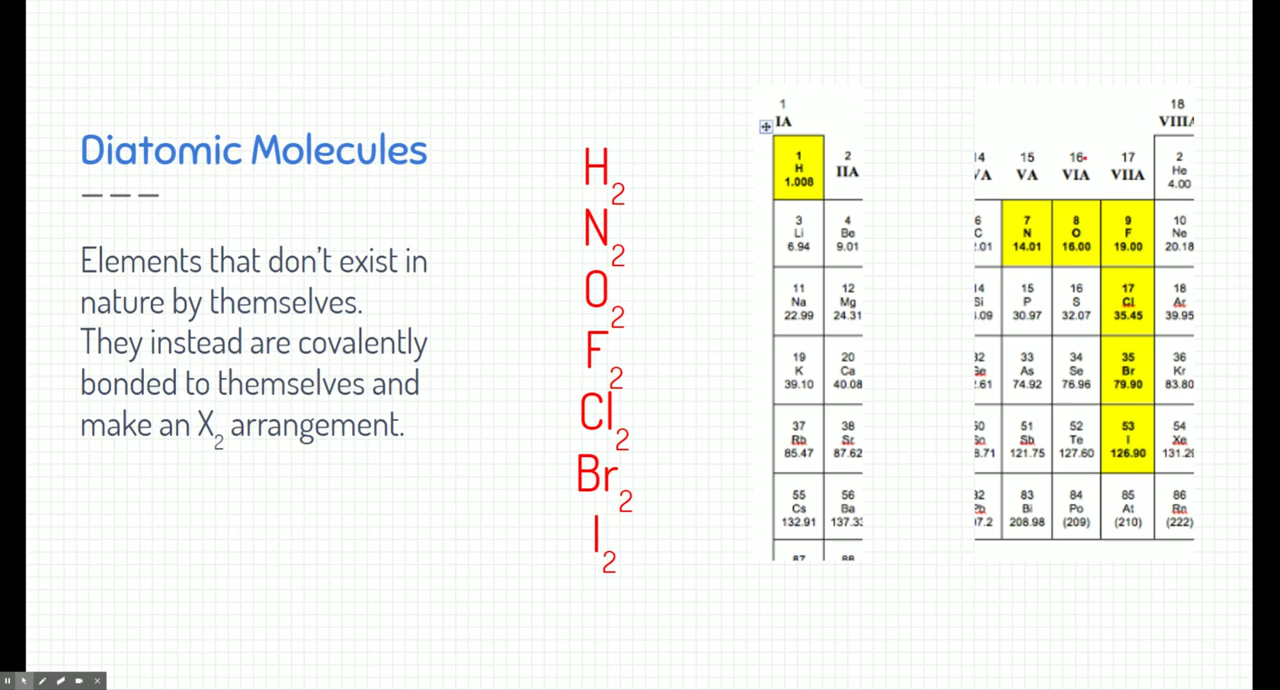 Diatomic Molecules
Elements that don't exist in
nature by themselves.
They instead are covalently
bonded to themselves and
make an X2 arrangement.
H2
N2
O2
F2
Cl2
Br2
I2
1
IA
1 2
H IIA
1.008
3 4
Li Be
6.94 9.01
11 12
Na Mg
22.99 24.31
19 20
K Ca
39.10 40.08
37 38
Rb Sr
85.47 87.62
55 56
Cs Ba
132.91 137.33
87 88
18
VIIIA
14 15 16 17 2
VA VA VIA VIIA He
4.00
6 7 8 9 10
C N O F Ne
.01 14.01 16.00 19.00 20.18
14 15 16 17 18
Si P S Cl Ar
.09 30.97 32.07 35.45 39.95
32 33 34 35 36
Ge As Se Br Kr
.61 74.92 76.96 79.90 83.80
50 51 52 53 54
Sn Sb Te I Xe
8.71 121.75 127.60 126.90 131.29
82 83 84 85 86
Pb Bi Po At Rn
07.2 208.98 (209) (210) (222)